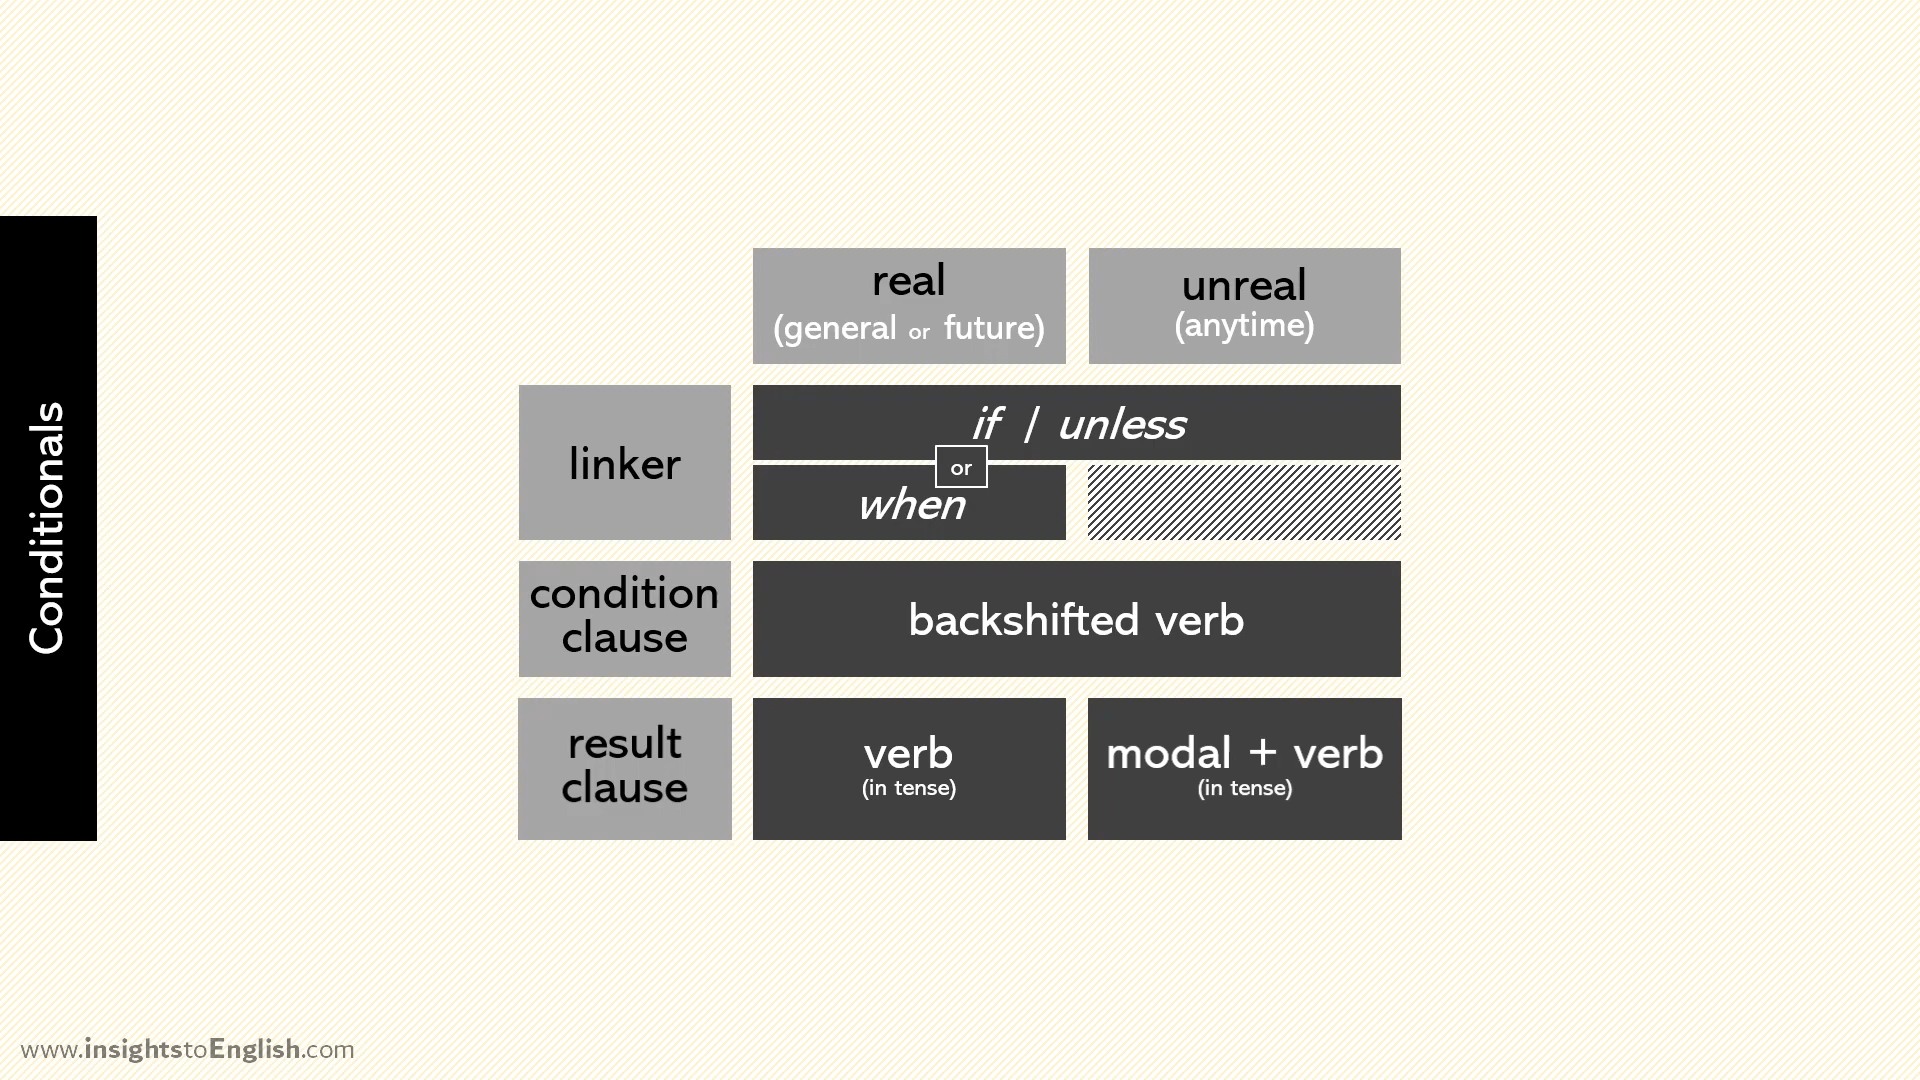 Conditionals
real
(general or future)
unreal
(anytime)
linker
if / unless
or
when
condition
clause
backshifted verb
result
clause
verb
(in tense)
modal + verb
(in tense)
www.insightstoEnglish.com